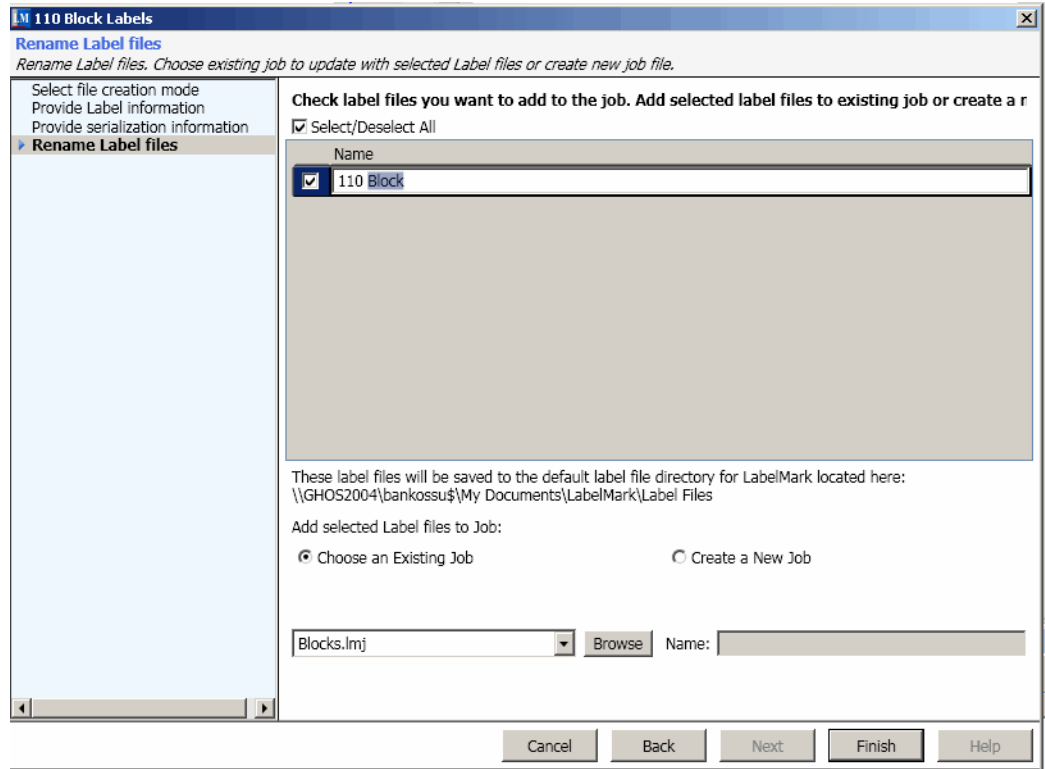 LM 110 Block Labels
Rename Label files
Rename Label files. Choose existing job to update with selected Label files or create new job file.
Select file creation mode
Provide Label information
Provide serialization information
Rename Label files
Check label files you want to add to the job. Add selected label files to existing job or create a
Select/Deselect All
Name
110 Block
These label files will be saved to the default label file directory for LabelMark located here:
\\GHOS2004\bankossu$\My Documents\LabelMark\Label Files
Add selected Label files to Job:
Choose an Existing Job
Create a New Job
Blocks.lmj
Browse
Name:
Cancel
Back
Next
Finish
Help